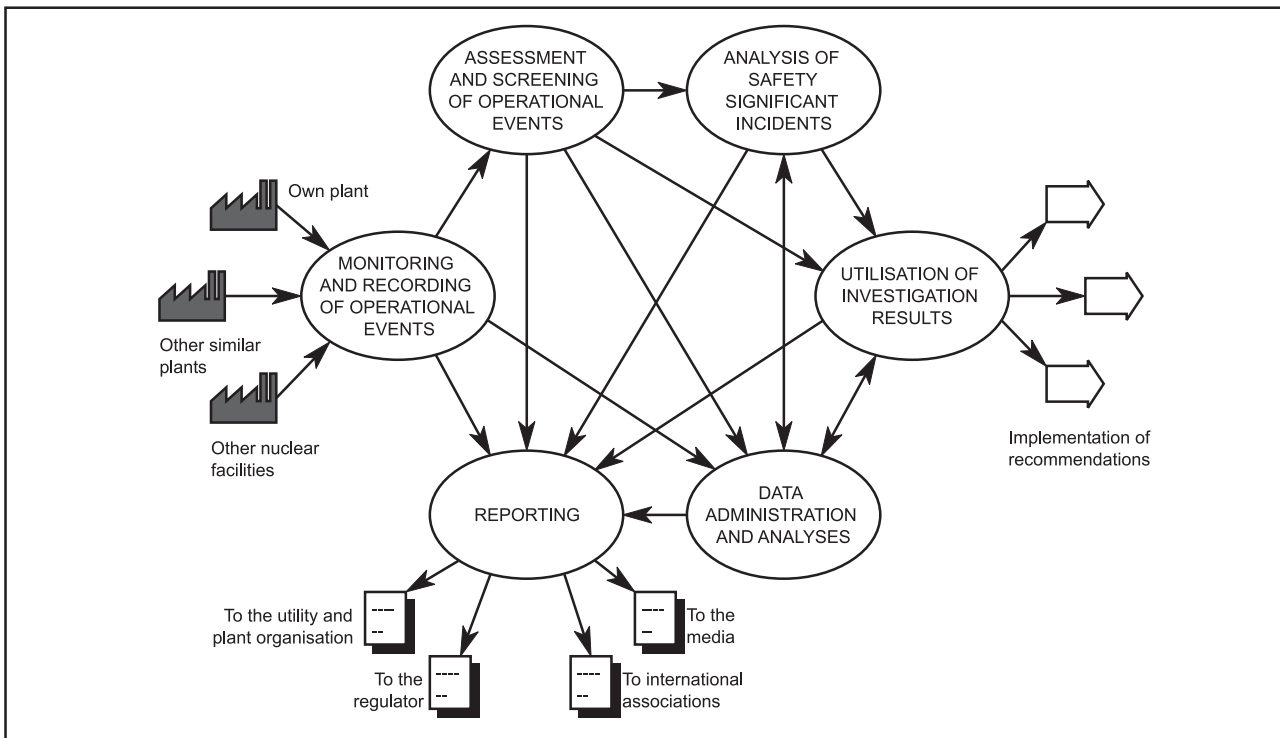 ASSESSMENT
AND SCREENING
OF OPERATIONAL
EVENTS
ANALYSIS OF
SAFETY
SIGNIFICANT
INCIDENTS
Own plant
MONITORING
AND RECORDING
OF OPERATIONAL
EVENTS
UTILISATION OF
INVESTIGATION
RESULTS
Other similar
plants
Other nuclear
facilities
Implementation of
recommendations
REPORTING
DATA
ADMINISTRATION
AND ANALYSES
To the utility and
plant organisation
To the
media
To the
regulator
To international
associations